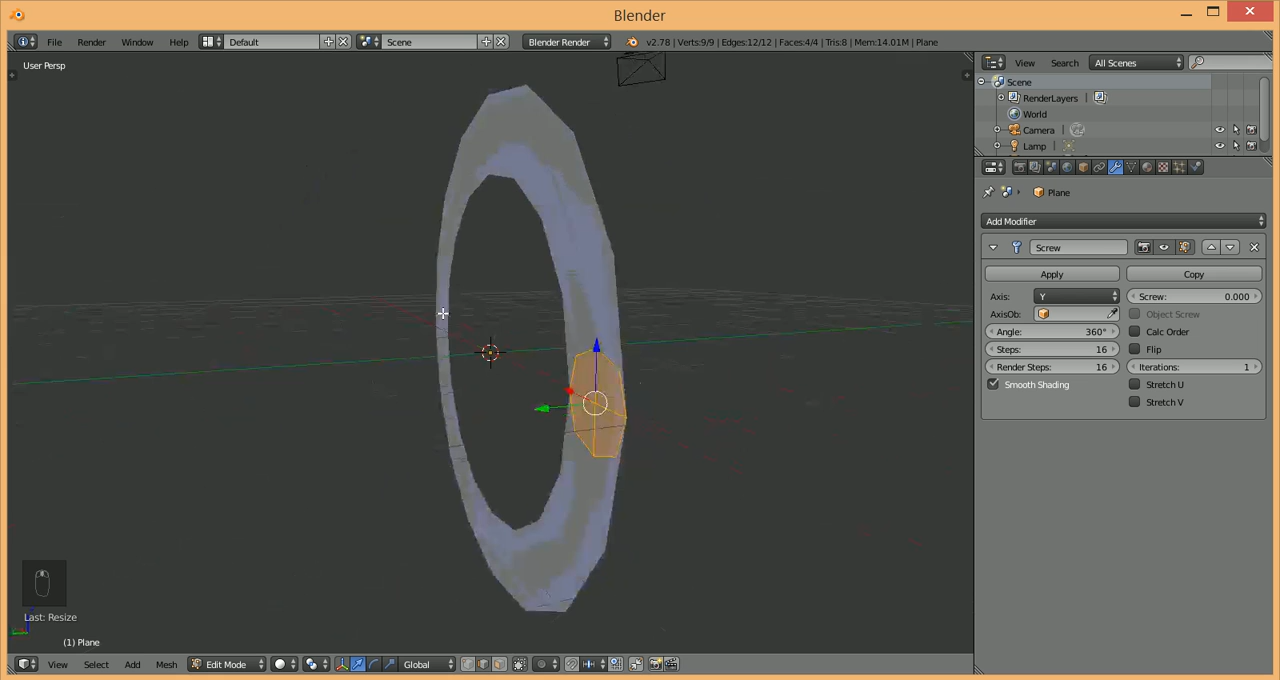 Blender
File Render Window Help Default Scene Blender Render v2.78 | Verts:9/9 | Edges:12/12 | Faces:4/4 | Tris:8 | Mem:14.01M | Plane
User Persp
View Search All Scenes
Scene
RenderLayers |
World
Camera |
Lamp |
Plane
Add Modifier
Screw
Apply Copy
Axis: Y Screw: 0.000
AxisOb: Object Screw
Angle: 360° Calc Order
Steps: 16 Flip
Render Steps: 16 Iterations: 1
Smooth Shading Stretch U
Stretch V
Last: Resize
(1) Plane
View Select Add Mesh Edit Mode Global